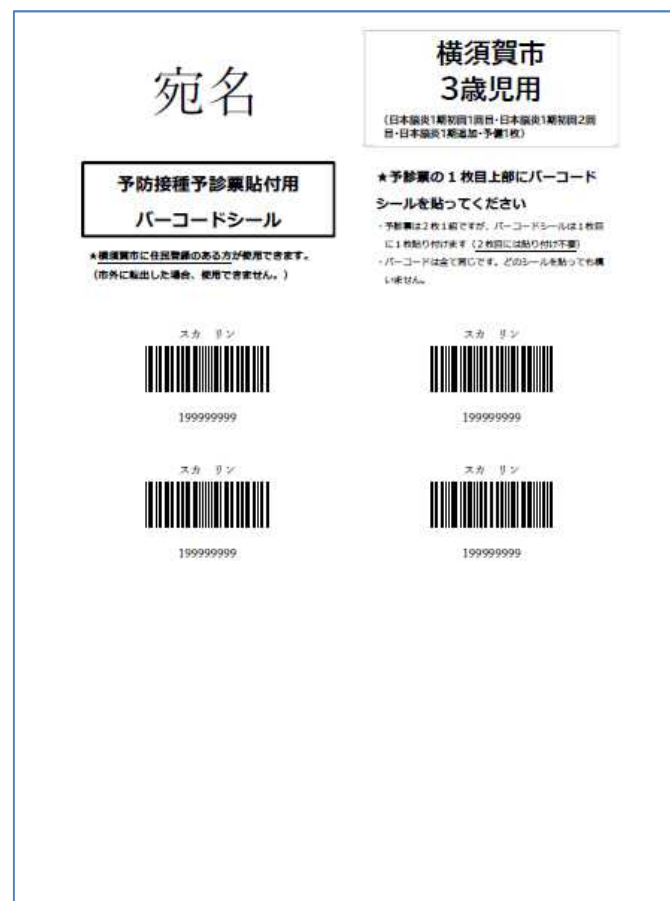 宛名
横須賀市
3歳児用
(日本脳炎1期初回1回目・日本脳炎1期初回2回
目・日本脳炎1期追加・予備1枚)
予防接種予診票貼付用
バーコードシール
★横須賀市に住民登録のある方が使用できます。
(市外に転出した場合、使用できません。)
★予診票の1枚目上部にバーコード
シールを貼ってください
・予診票は2枚1組ですが、バーコードシールは1枚目
に1枚貼り付けます(2枚目には貼り付け不要)
・バーコードは全て同じです。どのシールを貼っても構
いません。
スカ リン
199999999
スカ リン
199999999
スカ リン
199999999
スカ リン
199999999